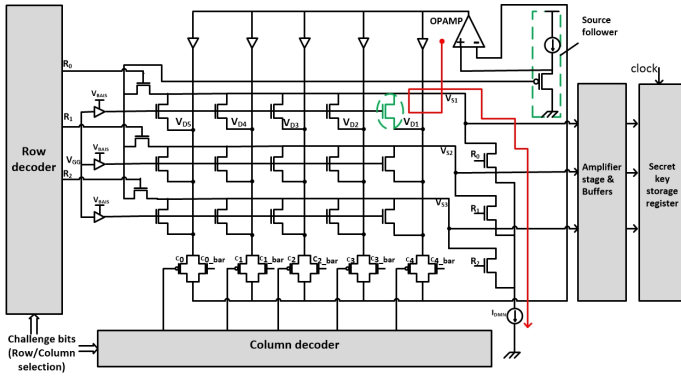 OPAMP
Source
follower
R0
VBAIS
clock
VS1
R1
VD5
VD4
VD3
VD2
VD1
Row
decoder
VGG
VBAIS
VS2
R0
Amplifier
stage &
Buffers
Secret
key
storage
register
R2
VBAIS
VS3
R1
R2
C0
C0_bar
C1
C1_bar
C2
C2_bar
C3
C3_bar
C4
C4_bar
IDMN
Challenge bits
(Row/Column
selection)
Column decoder